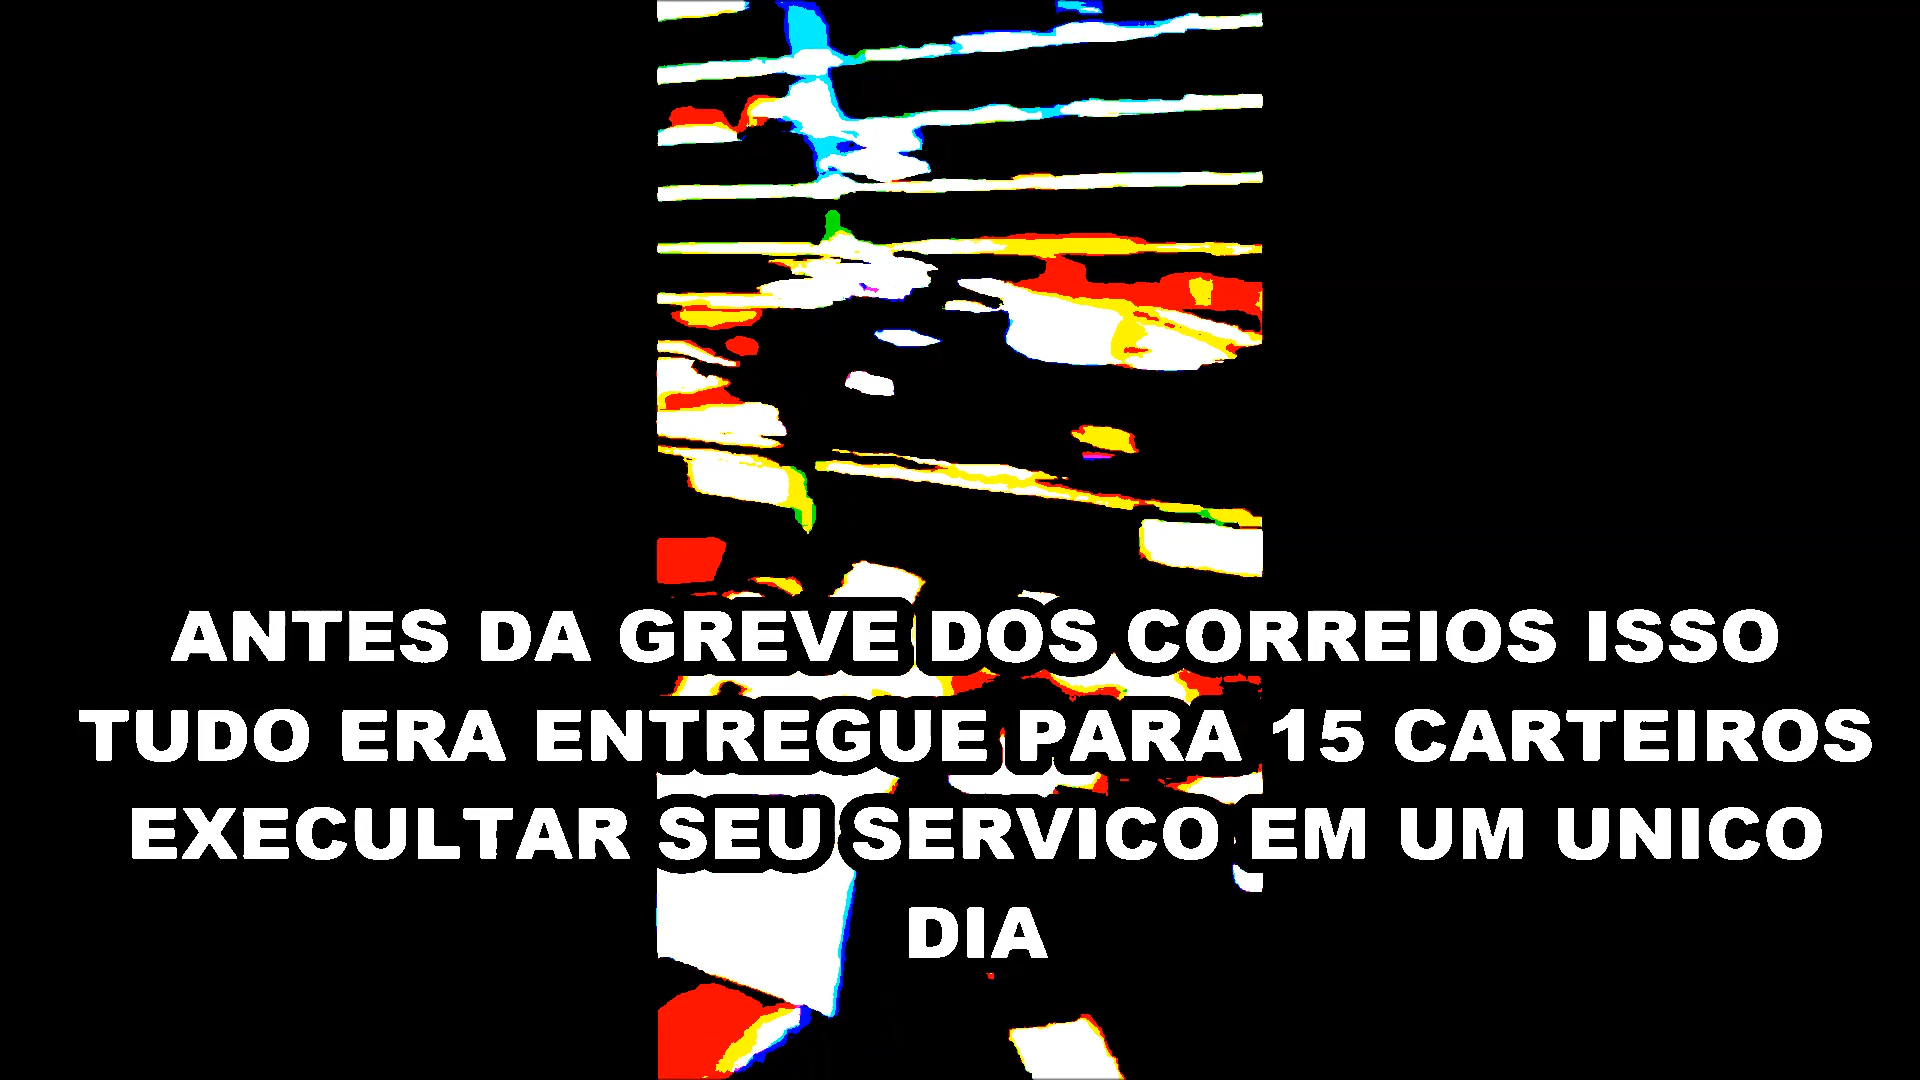 ANTES DA GREVE DOS CORREIOS ISSO
TUDO ERA ENTREGUE PARA 15 CARTEIROS
EXECULTAR SEU SERVICO EM UM UNICO
DIA